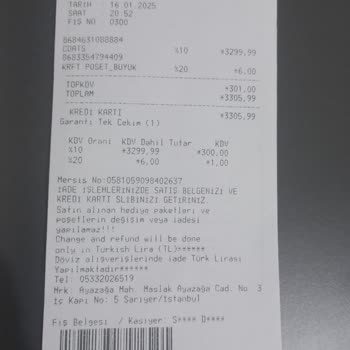 TARİH : 16.01.2025
SAAT : 20:52
FİŞ NO : 0300
8684631088884
COATS %10 *3299,99
8683364794409
KRFT POSET_BUYUK %20 *6,00
TOPKDV *301,00
TOPLAM *3305,99
KREDİ KARTI *3305,99
Garanti Tek Cekim (1)
KDV Oranı KDV Dahil Tutar KDV
%10 *3299,99 *300,00
%20 *6,00 *1,00
Mersis No:0581059098402637
İADE İŞLEMLERİNİZDE SATIŞ BELGENİZİ VE
KREDİ KARTI SLİBİNİZİ GETİRİNİZ.
Satın alınan hediye paketleri ve
poşetlerin değişim veya iadesi
yapılamaz!!!
Change and refund will be done
only in Turkish Lira (TL)******
Döviz alışverişlerinde iade Türk Lirası
Yapılmaktadır******
Tel: 05332026519
Mrk: Ayazağa Mah. Maslak Ayazağa Cad. No: 3
İç Kapı No: 5 Sarıyer/İstanbul
Fiş Belgesi / Kasiyer: S**** D****